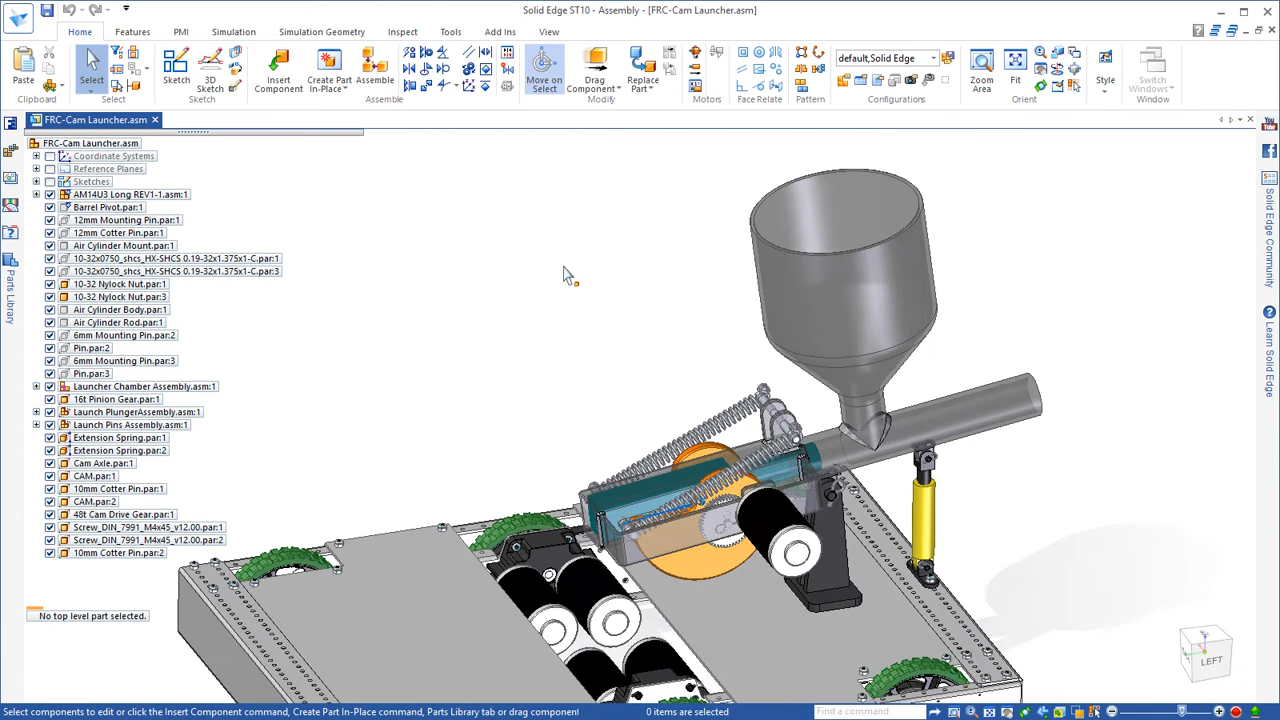 Solid Edge ST10 - Assembly - [FRC-Cam Launcher.asm]
Home Features PMI Simulation Simulation Geometry Inspect Tools Add Ins View
Paste
Clipboard
Select
Select
Sketch
3D Sketch
Sketch
Insert Component
Create Part In-Place
Assemble
Assemble
Move on Select
Drag Component
Replace Part
Modify
Motors
Face Relate
Pattern
default,Solid Edge
Configurations
Zoom Area
Fit
Orient
Style
Switch Windows
Window
FRC-Cam Launcher.asm
FRC-Cam Launcher.asm
Coordinate Systems
Reference Planes
Sketches
AM14U3 Long REV1-1.asm:1
Barrel Pivot.par:1
12mm Mounting Pin.par:1
12mm Cotter Pin.par:1
Air Cylinder Mount.par:1
10-32x0750_shcs_HX-SHCS 0.19-32x1.375x1-C.par:1
10-32x0750_shcs_HX-SHCS 0.19-32x1.375x1-C.par:3
10-32 Nylock Nut.par:1
10-32 Nylock Nut.par:3
Air Cylinder Body.par:1
Air Cylinder Rod.par:1
6mm Mounting Pin.par:2
Pin.par:2
6mm Mounting Pin.par:3
Pin.par:3
Launcher Chamber Assembly.asm:1
16t Pinion Gear.par:1
Launch PlungerAssembly.asm:1
Launch Pins Assembly.asm:1
Extension Spring.par:1
Extension Spring.par:2
Cam Axle.par:1
CAM.par:1
10mm Cotter Pin.par:1
CAM.par:2
48t Cam Drive Gear.par:1
Screw_DIN_7991_M4x45_v12.00.par:1
Screw_DIN_7991_M4x45_v12.00.par:2
10mm Cotter Pin.par:2
No top level part selected.
Parts Library
You Tube
Solid Edge Community
Learn Solid Edge
LEFT
Select components to edit or click the Insert Component command, Create Part In-Place command, Parts Library tab or drag component
0 items are selected
Find a command